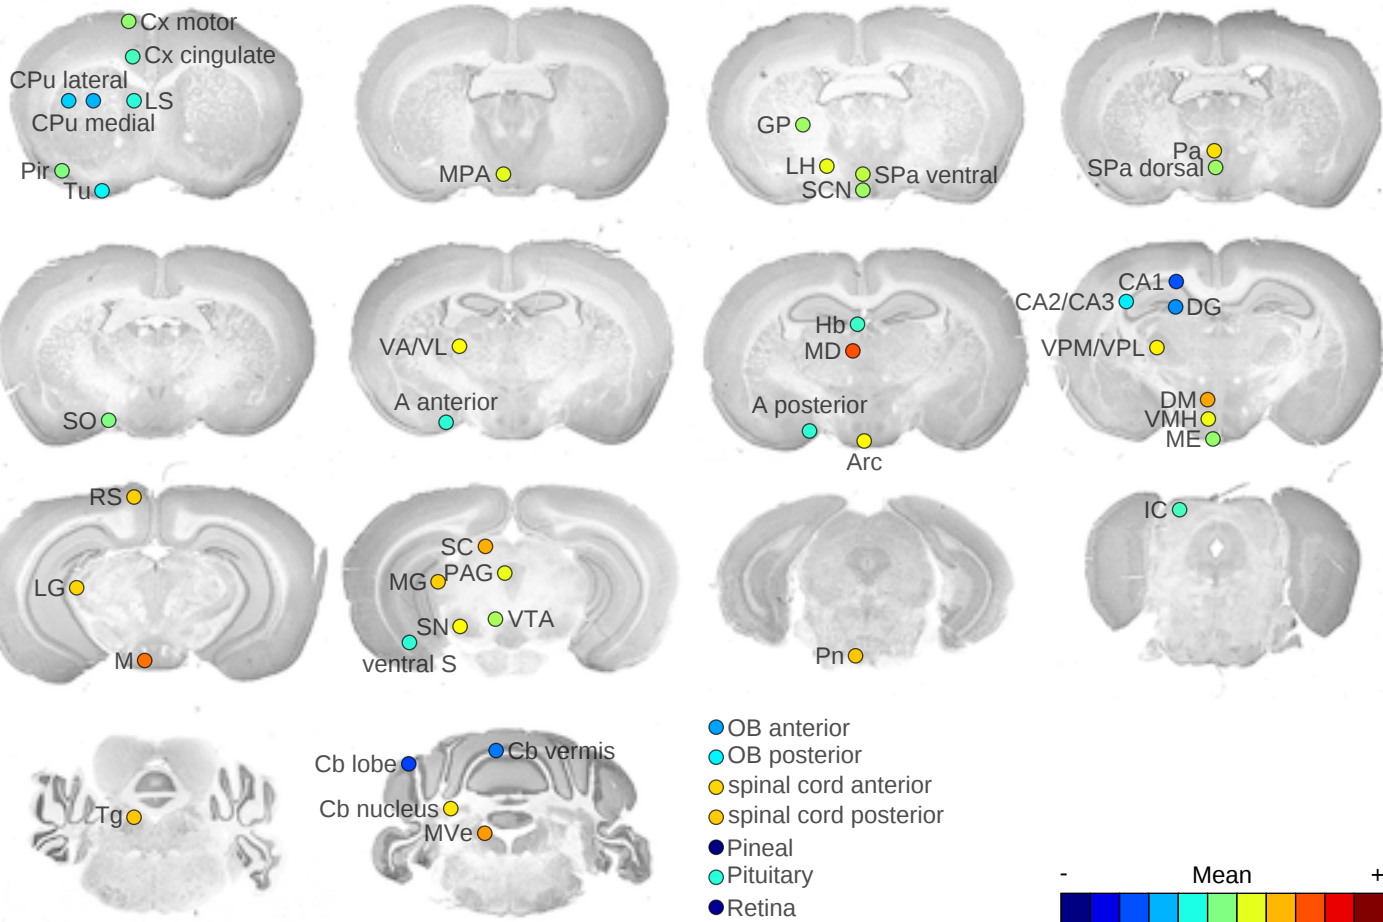 Cx motor
Cx cingulate
CPu lateral
LS
CPu medial
Pir
Tu
MPA
GP
LH
SPa ventral
SCN
Pa
SPa dorsal
SO
VA/VL
A anterior
Hb
MD
A posterior
Arc
CA1
CA2/CA3
DG
VPM/VPL
DM
VMH
ME
RS
LG
M
SC
MG
PAG
SN
VTA
ventral S
Pn
IC
Tg
Cb lobe
Cb vermis
Cb nucleus
MVe
OB anterior
OB posterior
spinal cord anterior
spinal cord posterior
Pineal
Pituitary
Retina
- Mean +